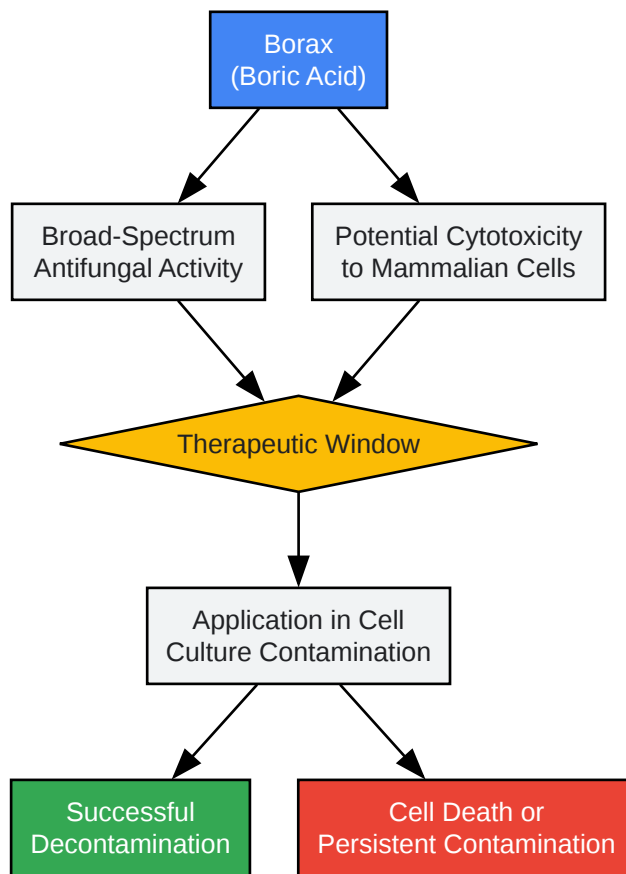 Borax
(Boric Acid)
Broad-Spectrum
Antifungal Activity
Potential Cytotoxicity
to Mammalian Cells
Therapeutic Window
Application in Cell
Culture Contamination
Successful
Decontamination
Cell Death or
Persistent Contamination